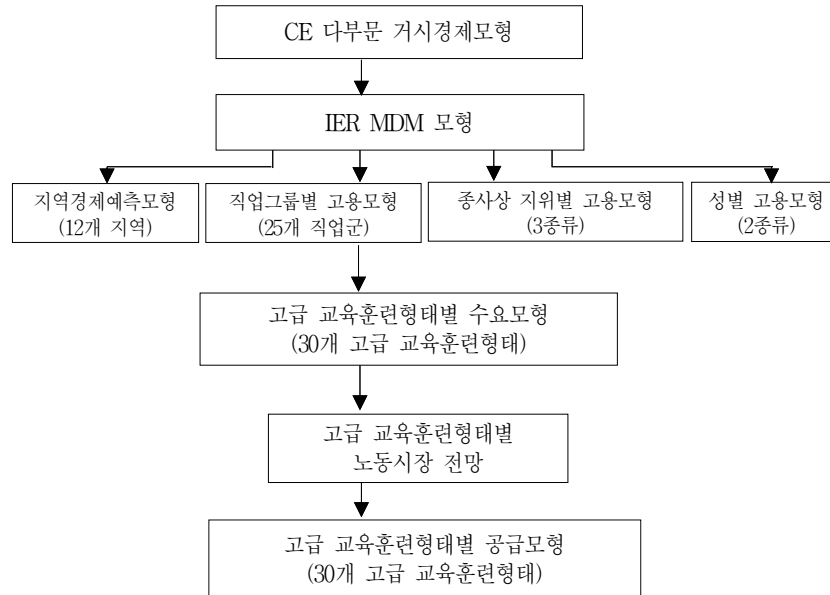 CE 다부문 거시경제모형
IER MDM 모형
지역경제예측모형
(12개 지역)
직업그룹별 고용모형
(25개 직업군)
종사상 지위별 고용모형
(3종류)
성별 고용모형
(2종류)
고급 교육훈련형태별 수요모형
(30개 고급 교육훈련형태)
고급 교육훈련형태별
노동시장 전망
고급 교육훈련형태별 공급모형
(30개 고급 교육훈련형태)